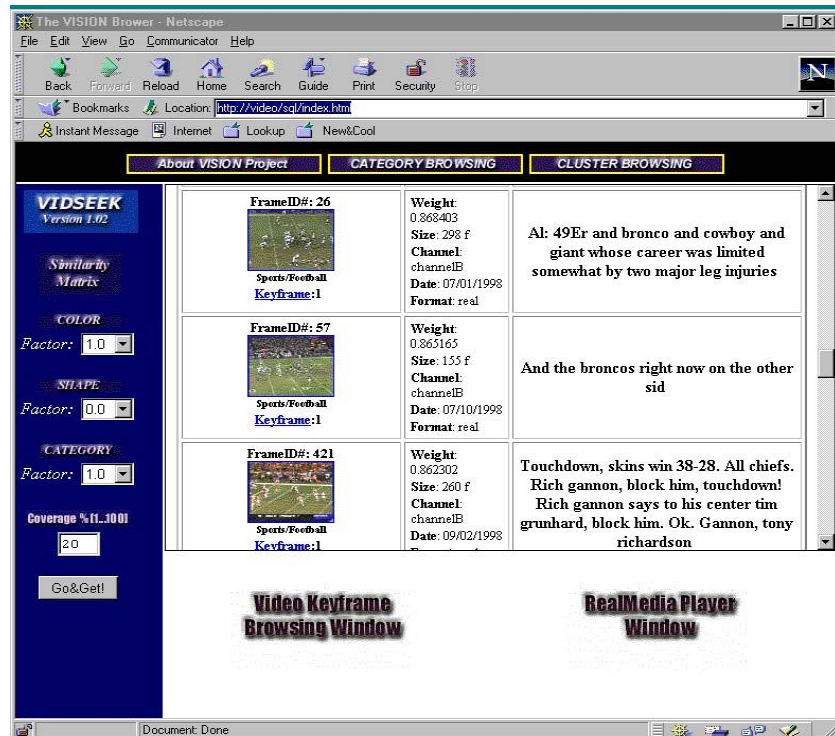 The VISION Brower - Netscape
File Edit View Go Communicator Help
Back Forward Reload Home Search Guide Print Security Stop
N
Bookmarks Location: http://video/sql/index.htm
Instant Message Internet Lookup New&Cool
About VISION Project CATEGORY BROWSING CLUSTER BROWSING
VIDSEEK
Version 1.02
Similarity
Matrix
COLOR
Factor: 1.0
SHAPE
Factor: 0.0
CATEGORY
Factor: 1.0
Coverage %[1..100]
20
Go&Get!
FrameID#: 26
Sports/Football
Keyframe:1
Weight:
0.868403
Size: 298 f
Channel:
channelB
Date: 07/01/1998
Format: real
Al: 49Er and bronco and cowboy and
giant whose career was limited
somewhat by two major leg injuries
FrameID#: 57
Sports/Football
Keyframe:1
Weight:
0.865165
Size: 155 f
Channel:
channelB
Date: 07/10/1998
Format: real
And the broncos right now on the other
sid
FrameID#: 421
Sports/Football
Keyframe:1
Weight:
0.862302
Size: 260 f
Channel:
channelB
Date: 09/02/1998
Touchdown, skins win 38-28. All chiefs.
Rich gannon, block him, touchdown!
Rich gannon says to his center tim
grunhard, block him. Ok. Gannon, tony
richardson
Video Keyframe
Browsing Window
RealMedia Player
Window
Document: Done